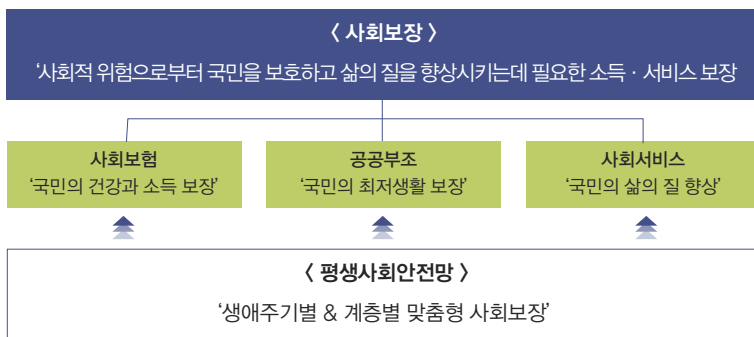 〈 사회보장 〉
‘사회적 위험으로부터 국민을 보호하고 삶의 질을 향상시키는데 필요한 소득 · 서비스 보장
사회보험
‘국민의 건강과 소득 보장’
공공부조
‘국민의 최저생활 보장’
사회서비스
‘국민의 삶의 질 향상’
〈 평생사회안전망 〉
‘생애주기별 & 계층별 맞춤형 사회보장’